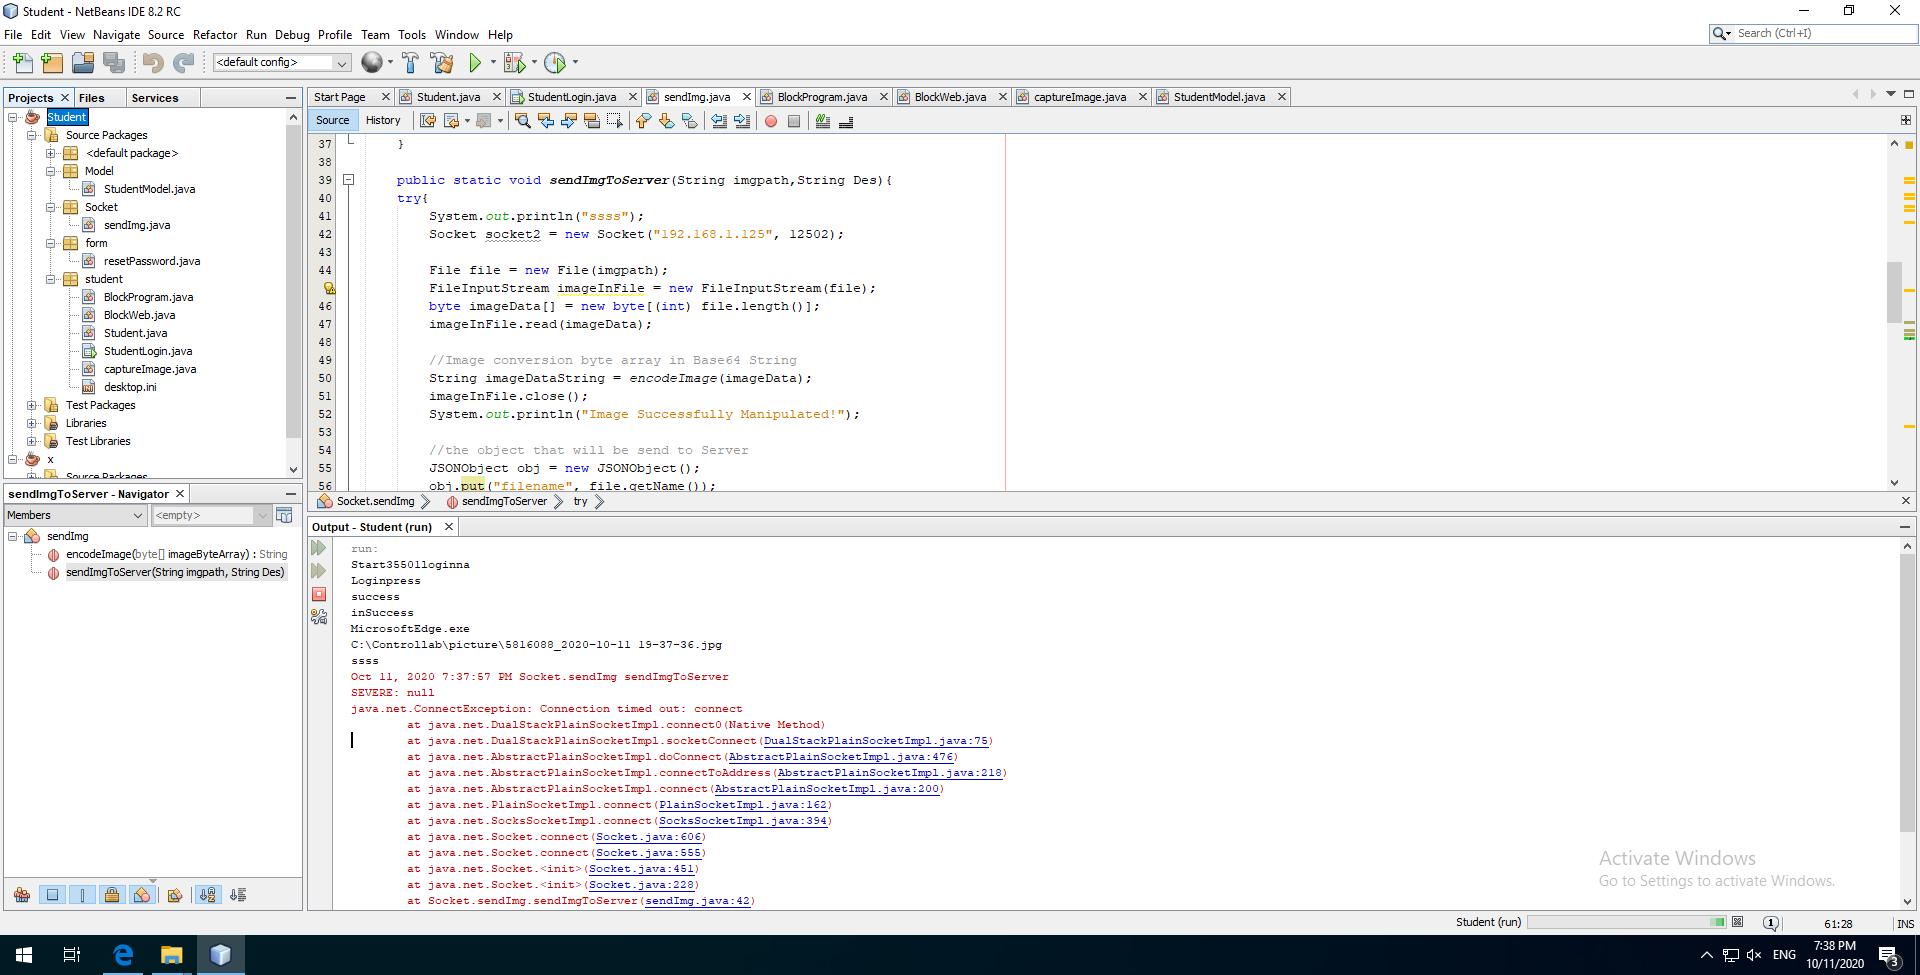 Student - NetBeans IDE 8.2 RC
File Edit View Navigate Source Refactor Run Debug Profile Team Tools Window Help
Search (Ctrl+I)
<default config>
Projects Files Services
Student
Source Packages
<default package>
Model
StudentModel.java
Socket
sendImg.java
form
resetPassword.java
student
BlockProgram.java
BlockWeb.java
Student.java
StudentLogin.java
captureImage.java
desktop.ini
Test Packages
Libraries
Test Libraries
x
Source Packages
sendImgToServer - Navigator
Members <empty>
sendImg
encodeImage(byte[] imageByteArray) : String
sendImgToServer(String imgpath, String Des)
Start Page Student.java StudentLogin.java sendImg.java BlockProgram.java BlockWeb.java captureImage.java StudentModel.java
Source History
37 }
38
39 public static void sendImgToServer(String imgpath,String Des){
40 try{
41 System.out.println("ssss");
42 Socket socket2 = new Socket("192.168.1.125", 12502);
43
44 File file = new File(imgpath);
FileInputStream imageInFile = new FileInputStream(file);
46 byte imageData[] = new byte[(int) file.length()];
47 imageInFile.read(imageData);
48
49 //Image conversion byte array in Base64 String
50 String imageDataString = encodeImage(imageData);
51 imageInFile.close();
52 System.out.println("Image Successfully Manipulated!");
53
54 //the object that will be send to Server
55 JSONObject obj = new JSONObject();
56 obj.put("filename", file.getName());
Socket.sendImg sendImgToServer try
Output - Student (run)
run:
Start35501loginna
Loginpress
success
inSuccess
MicrosoftEdge.exe
C:\Controllab\picture\5816088_2020-10-11 19-37-36.jpg
ssss
Oct 11, 2020 7:37:57 PM Socket.sendImg sendImgToServer
SEVERE: null
java.net.ConnectException: Connection timed out: connect
at java.net.DualStackPlainSocketImpl.connect0(Native Method)
at java.net.DualStackPlainSocketImpl.socketConnect(DualStackPlainSocketImpl.java:75)
at java.net.AbstractPlainSocketImpl.doConnect(AbstractPlainSocketImpl.java:476)
at java.net.AbstractPlainSocketImpl.connectToAddress(AbstractPlainSocketImpl.java:218)
at java.net.AbstractPlainSocketImpl.connect(AbstractPlainSocketImpl.java:200)
at java.net.PlainSocketImpl.connect(PlainSocketImpl.java:162)
at java.net.SocksSocketImpl.connect(SocksSocketImpl.java:394)
at java.net.Socket.connect(Socket.java:606)
at java.net.Socket.connect(Socket.java:555)
at java.net.Socket.<init>(Socket.java:451)
at java.net.Socket.<init>(Socket.java:228)
at Socket.sendImg.sendImgToServer(sendImg.java:42)
Activate Windows
Go to Settings to activate Windows.
Student (run) 1 61:28 INS
ENG 7:38 PM
10/11/2020 3